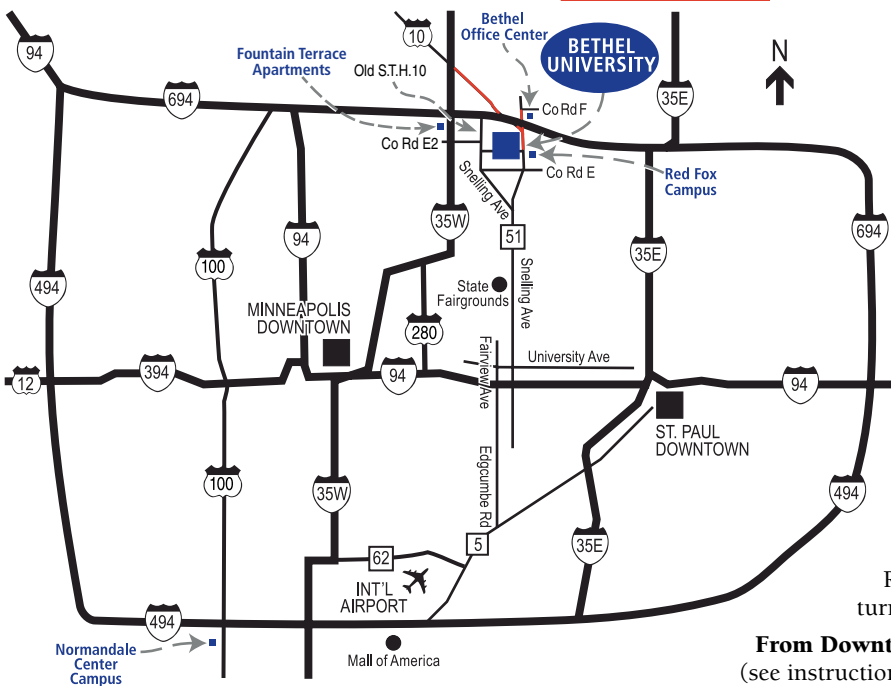 Bethel
Office Center
10
BETHEL
UNIVERSITY
N
94
Fountain Terrace
Apartments
Old S.T.H.10
694
35E
Co Rd F
Co Rd E2
Co Rd E
Red Fox
Campus
Snelling Ave
35W
51
694
94
100
35E
494
Snelling Ave
State
Fairgrounds
MINNEAPOLIS
DOWNTOWN
280
Fairview Ave
University Ave
12
394
94
94
ST. PAUL
DOWNTOWN
Edgcumbe Rd
100
35W
494
5
35E
62
INT'L
AIRPORT
R
turn
494
Normandale
Center
Campus
Mall of America
From Downt
(see instruction